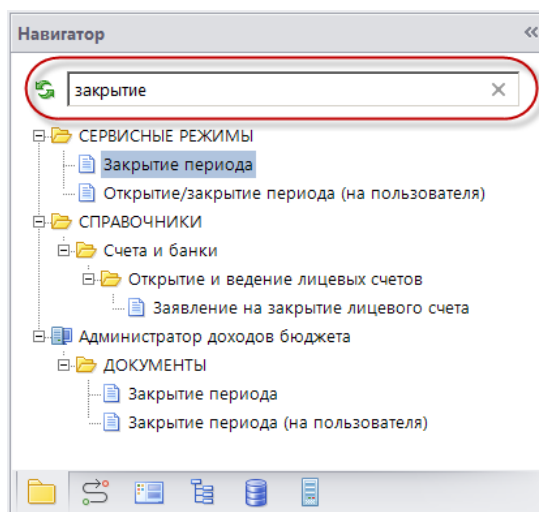 Навигатор
закрытие
СЕРВИСНЫЕ РЕЖИМЫ
Закрытие периода
Открытие/закрытие периода (на пользователя)
СПРАВОЧНИКИ
Счета и банки
Открытие и ведение лицевых счетов
Заявление на закрытие лицевого счета
Администратор доходов бюджета
ДОКУМЕНТЫ
Закрытие периода
Закрытие периода (на пользователя)